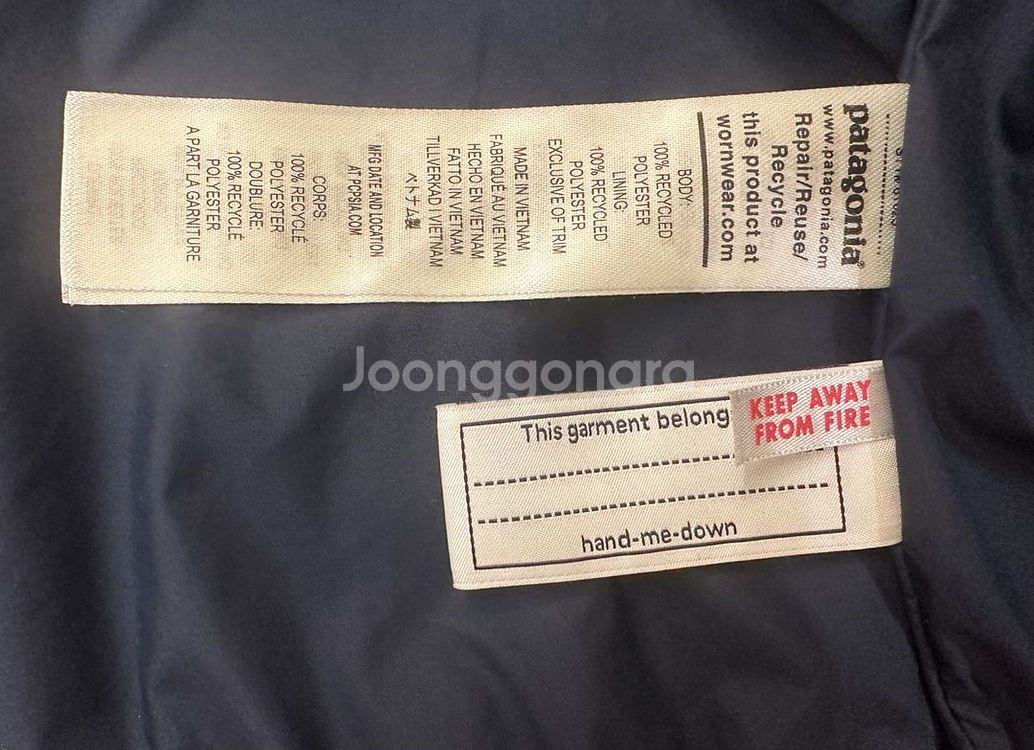 patagonia®
www.patagonia.com
Repair/Reuse/
Recycle
this product at
wornwear.com
BODY:
100% RECYCLED
POLYESTER
LINING:
100% RECYCLED
POLYESTER
EXCLUSIVE OF TRIM
MADE IN VIETNAM
FABRIQUÉ AU VIETNAM
HECHO EN VIETNAM
FATTO IN VIETNAM
TILLVERKAD I VIETNAM
ベトナム製
MFG DATE AND LOCATION
AT PCPSIA.COM
CORPS:
100% RECYCLÉ
POLYESTER
DOUBLURE:
100% RECYCLÉ
POLYESTER
A PART LA GARNITURE
Joonggonara
KEEP AWAY
FROM FIRE
This garment belong
hand-me-down